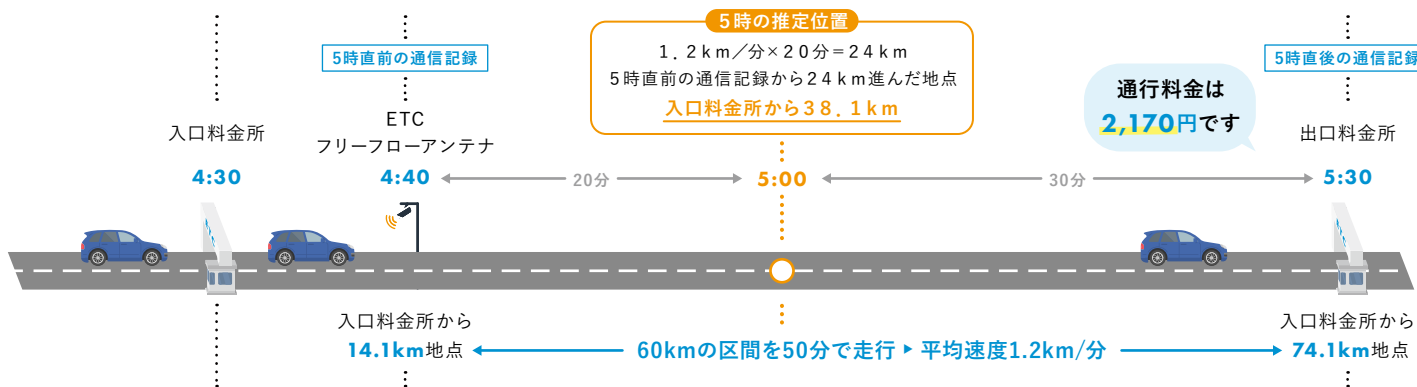 5時の推定位置
1.2km/分×20分=24km
5時直前の通信記録から24km進んだ地点
入口料金所から38.1km
5時直前の通信記録
5時直後の通信記録
通行料金は
2,170円です
入口料金所
ETC
フリーフローアンテナ
出口料金所
4:30
4:40
20分
5:00
30分
5:30
入口料金所から
14.1km地点
60kmの区間を50分で走行▶平均速度1.2km/分
入口料金所から
74.1km地点